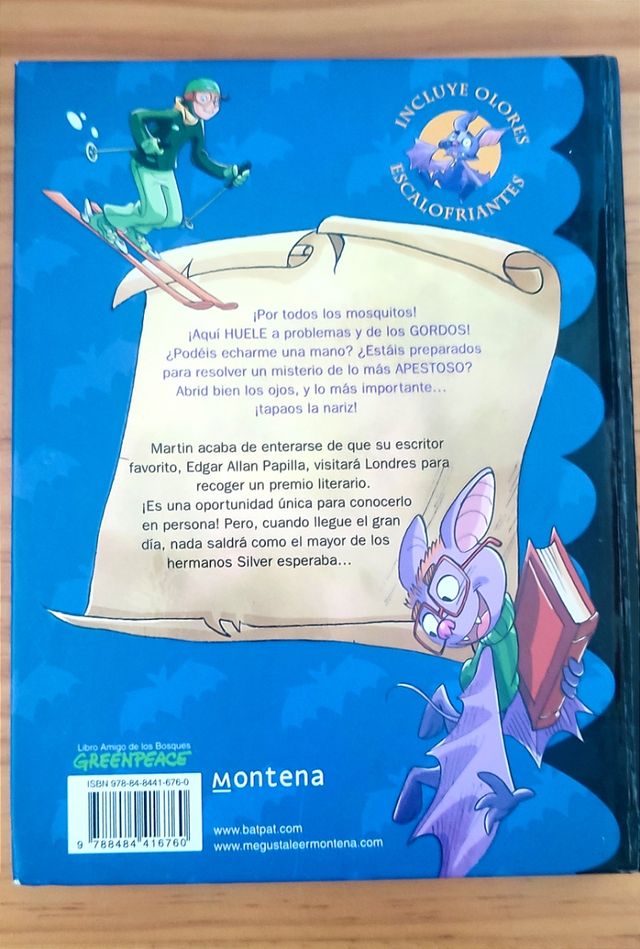 INCLUYE OLORES
ESCALOFRIANTES
¡Por todos los mosquitos!
¡Aquí HUELE a problemas y de los GORDOS!
¿Podéis echarme una mano? ¿Estáis preparados
para resolver un misterio de lo más APESTOSO?
Abrid bien los ojos, y lo más importante...
¡tapaos la nariz!
Martin acaba de enterarse de que su escritor
favorito, Edgar Allan Papilla, visitará Londres para
recoger un premio literario.
¡Es una oportunidad única para conocerlo
en persona! Pero, cuando llegue el gran
día, nada saldrá como el mayor de los
hermanos Silver esperaba...
Libro Amigo de los Bosques
GREENPEACE
ISBN 978-84-8441-676-0
9 788484 416760
Montena
www.batpat.com
www.megustaleermontena.com